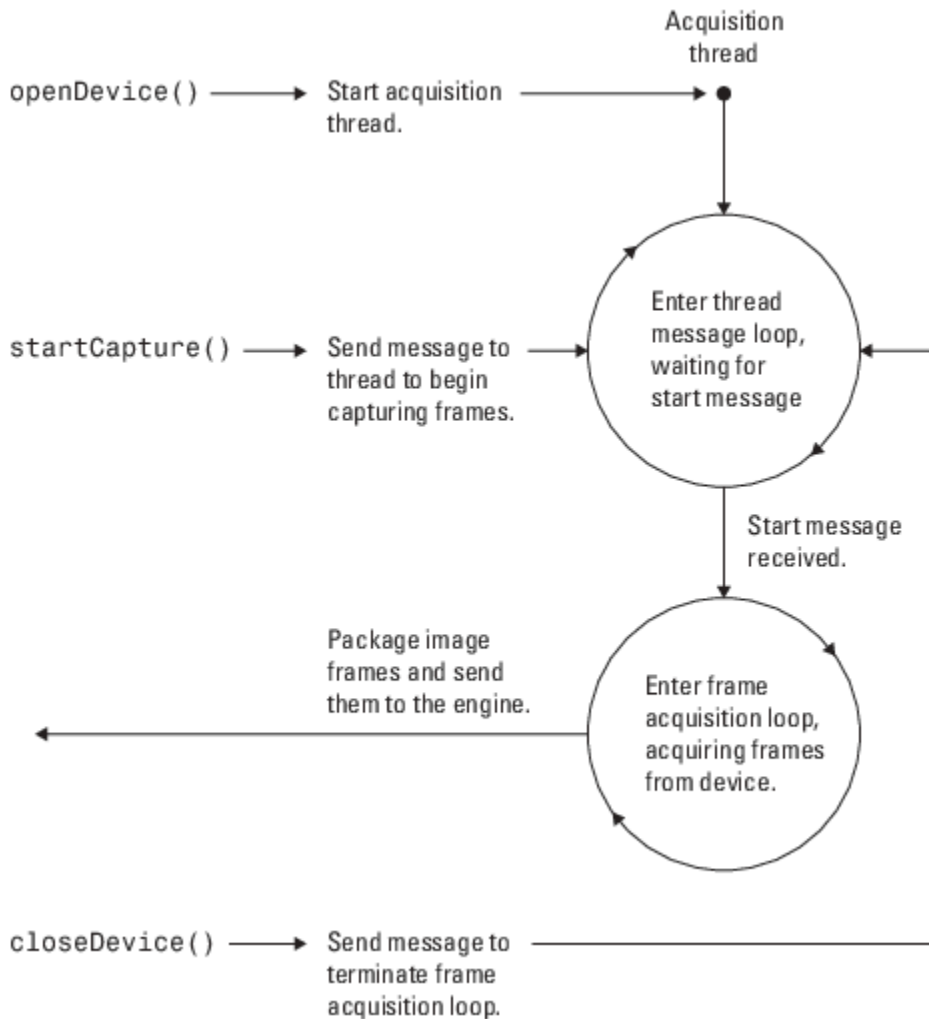 Acquisition
thread
openDevice()
Start acquisition
thread.
Enter thread
message loop,
waiting for
start message
startCapture()
Send message to
thread to begin
capturing frames.
Start message
received.
Package image
frames and send
them to the engine.
Enter frame
acquisition loop,
acquiring frames
from device.
closeDevice()
Send message to
terminate frame
acquisition loop.